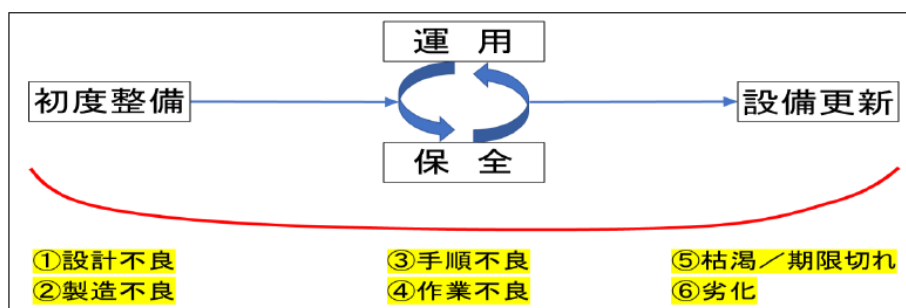 運用
初度整備
設備更新
保全
①設計不良
②製造不良
③手順不良
④作業不良
⑤枯渇／期限切れ
⑥劣化